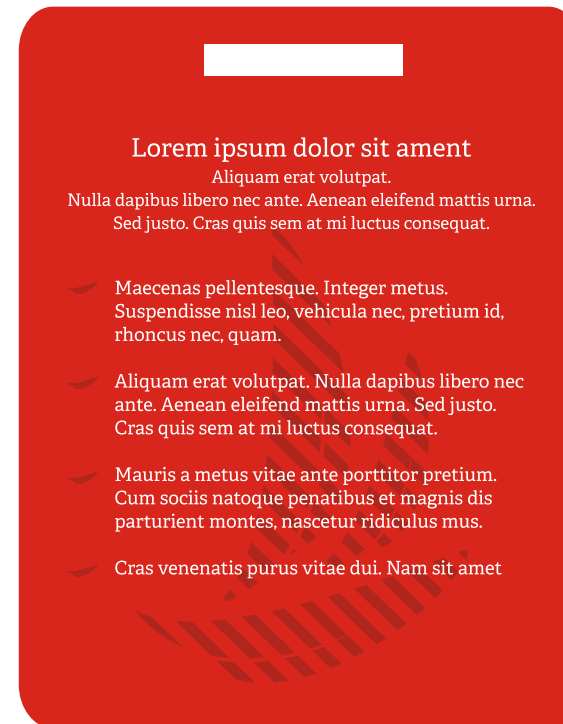 Lorem ipsum dolor sit ament
Aliquam erat volutpat.
Nulla dapibus libero nec ante. Aenean eleifend mattis urna.
Sed justo. Cras quis sem at mi luctus consequat.
Maecenas pellentesque. Integer metus.
Suspendisse nisl leo, vehicula nec, pretium id,
rhoncus nec, quam.
Aliquam erat volutpat. Nulla dapibus libero nec
ante. Aenean eleifend mattis urna. Sed justo.
Cras quis sem at mi luctus consequat.
Mauris a metus vitae ante porttitor pretium.
Cum sociis natoque penatibus et magnis dis
parturient montes, nascetur ridiculus mus.
Cras venenatis purus vitae dui. Nam sit amet